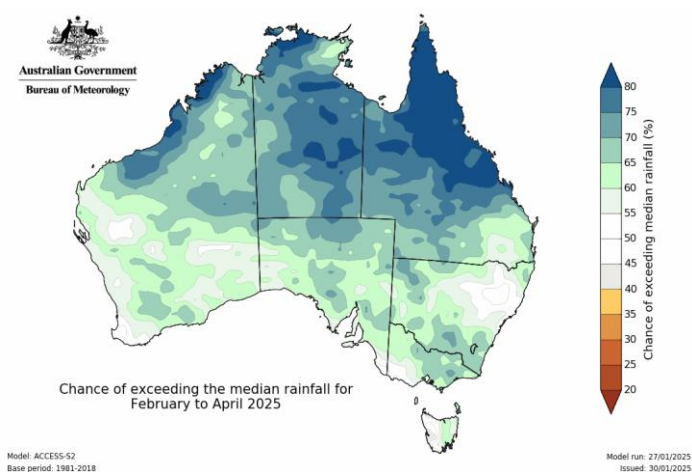 Australian Government
Bureau of Meteorology
80
75
70
65
60
55
50
45
40
35
30
25
20
Chance of exceeding median rainfall (%)
Chance of exceeding the median rainfall for
February to April 2025
Model: ACCESS-S2
Base period: 1981-2018
Model run: 27/01/2025
Issued: 30/01/2025